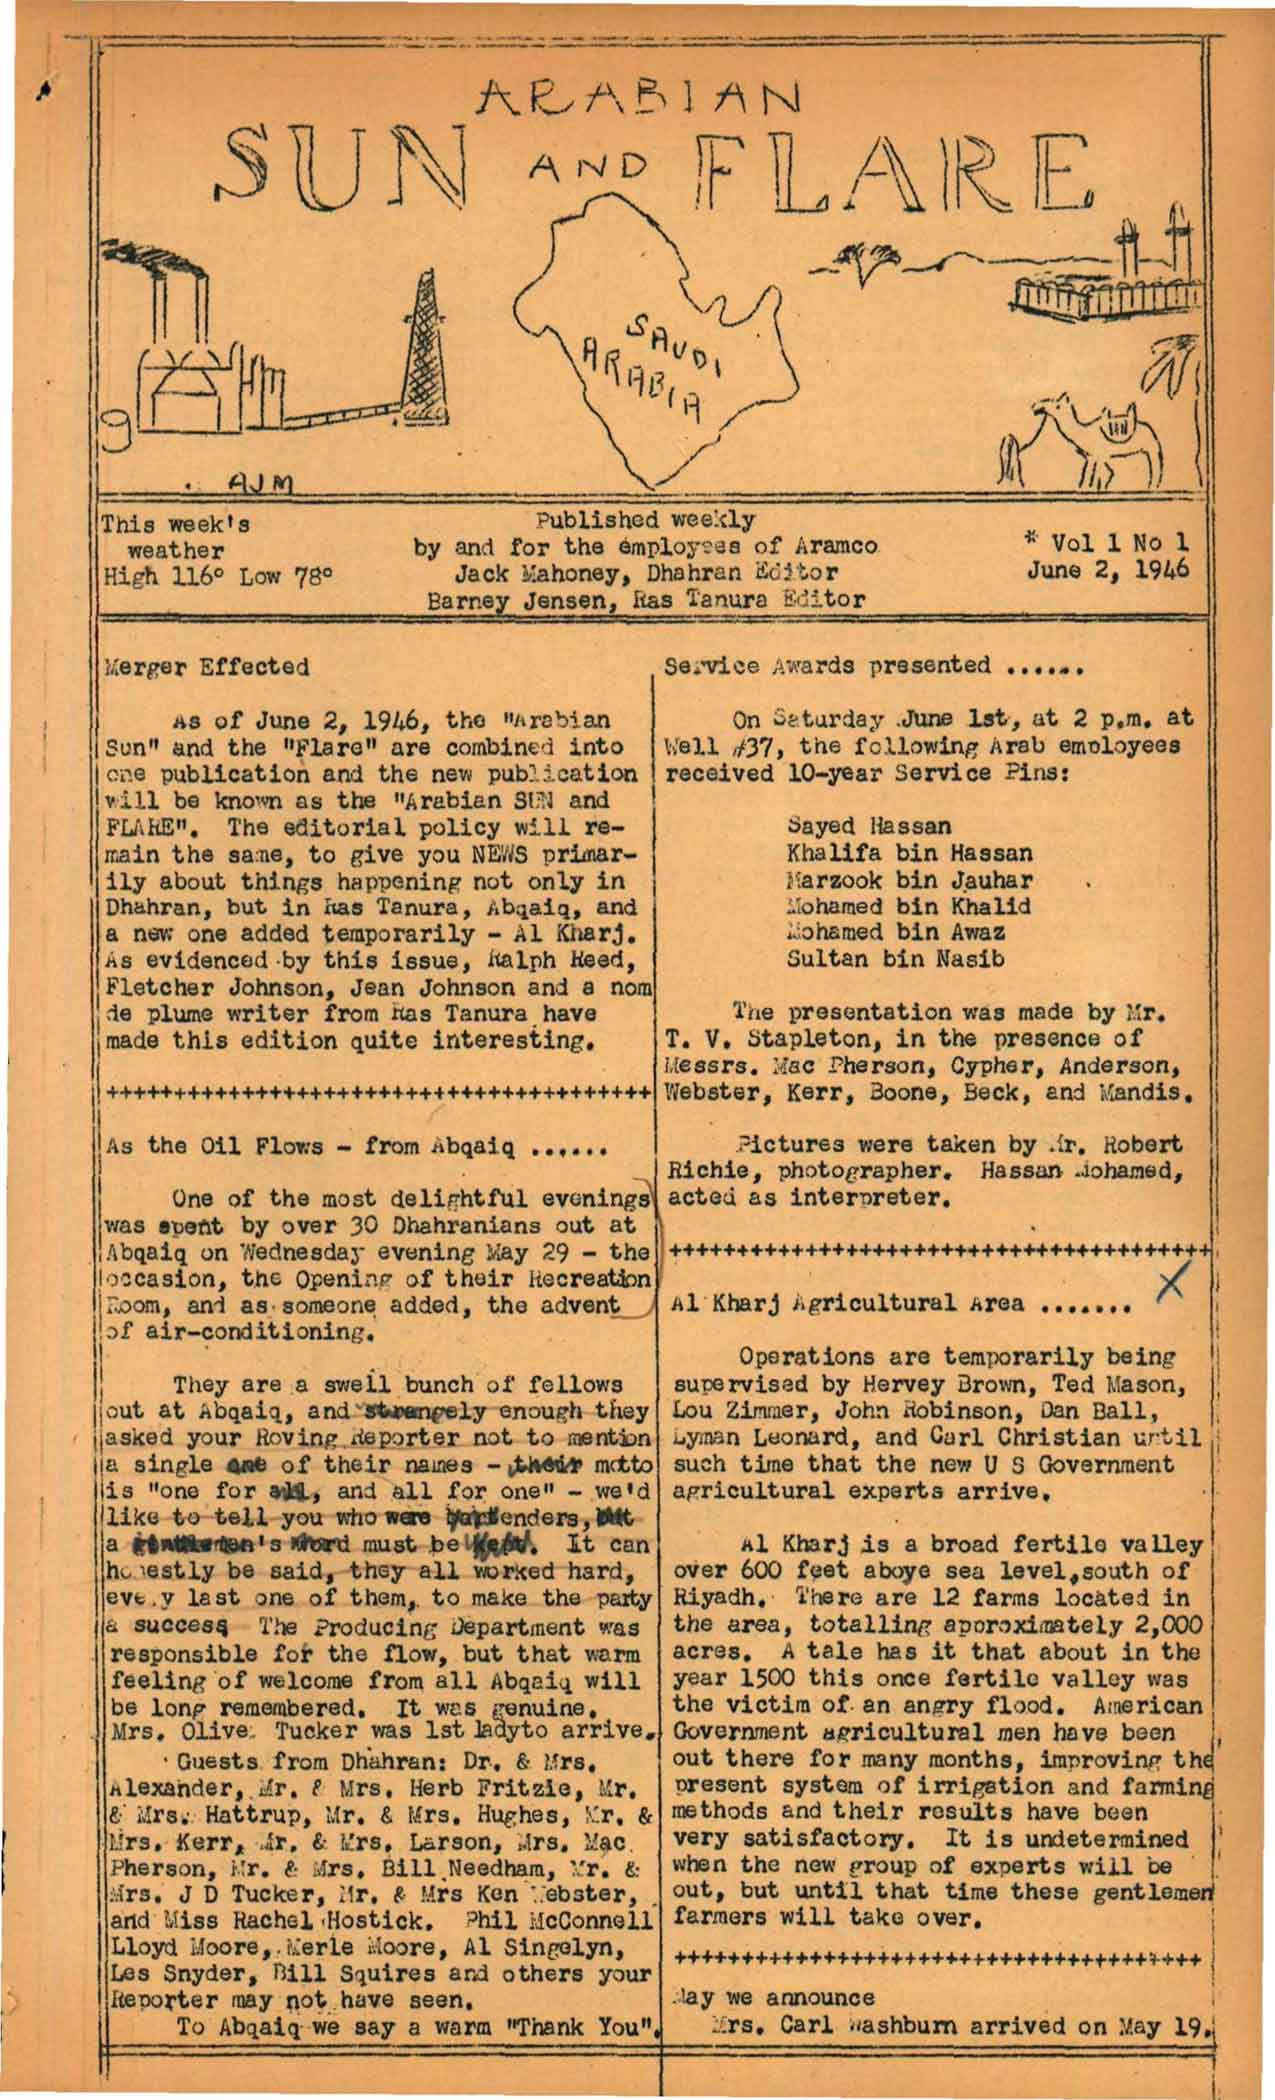 ARABIAN
SUN AND FLARE
SAUDI
ARABIA
AJM
This week's
weather
High 116° Low 78°
Published weekly
by and for the employees of Aramco
Jack Mahoney, Dhahran Editor
Barney Jensen, Ras Tanura Editor
* Vol 1 No 1
June 2, 1946
Merger Effected
As of June 2, 1946, the "Arabian
Sun" and the "Flare" are combined into
one publication and the new publication
will be known as the "Arabian SUN and
FLARE". The editorial policy will re-
main the same, to give you NEWS primar-
ily about things happening not only in
Dhahran, but in Ras Tanura, Abqaiq, and
a new one added temporarily - Al Kharj.
As evidenced by this issue, Ralph Reed,
Fletcher Johnson, Jean Johnson and a nom
de plume writer from Ras Tanura have
made this edition quite interesting.
++++++++++++++++++++++++++++++++++++++++
As the Oil Flows - from Abqaiq ......
One of the most delightful evenings
was spent by over 30 Dhahranians out at
Abqaiq on Wednesday evening May 29 - the
occasion, the Opening of their Recreation
Room, and as someone added, the advent
of air-conditioning.
They are a swell bunch of fellows
out at Abqaiq, and strangely enough they
asked your Roving Reporter not to mention
a single one of their names - their motto
is "one for all, and all for one" - we'd
like to tell you who were bartenders, but
a gentlemen's word must be kept. It can
honestly be said, they all worked hard,
every last one of them, to make the party
a success The Producing Department was
responsible for the flow, but that warm
feeling of welcome from all Abqaiq will
be long remembered. It was genuine.
Mrs. Olive Tucker was 1st ladyto arrive.
Guests from Dhahran: Dr. & Mrs.
Alexander, Mr. & Mrs. Herb Fritzie, Mr.
& Mrs. Hattrup, Mr. & Mrs. Hughes, Mr. &
Mrs. Kerr, Mr. & Mrs. Larson, Mrs. Mac
Pherson, Mr. & Mrs. Bill Needham, Mr. &
Mrs. J D Tucker, Mr. & Mrs Ken Webster,
and Miss Rachel Hostick. Phil McConnell
Lloyd Moore, Merle Moore, Al Singelyn,
Les Snyder, Bill Squires and others your
Reporter may not have seen.
To Abqaiq we say a warm "Thank You".
Service Awards presented ......
On Saturday June 1st, at 2 p.m. at
Well #37, the following Arab emoloyees
received 10-year Service Pins:
Sayed Hassan
Khalifa bin Hassan
Marzook bin Jauhar
Mohamed bin Khalid
Mohamed bin Awaz
Sultan bin Nasib
The presentation was made by Mr.
T. V. Stapleton, in the presence of
Messrs. Mac Pherson, Cypher, Anderson,
Webster, Kerr, Boone, Beck, and Mandis.
Pictures were taken by Mr. Robert
Richie, photographer. Hassan Mohamed,
acted as interpreter.
++++++++++++++++++++++++++++++++++++++++
X
Al Kharj Agricultural Area .......
Operations are temporarily being
supervised by Hervey Brown, Ted Mason,
Lou Zimmer, John Robinson, Dan Ball,
Lyman Leonard, and Carl Christian until
such time that the new U S Government
agricultural experts arrive.
Al Kharj is a broad fertile valley
over 600 feet aboye sea level,south of
Riyadh. There are 12 farms located in
the area, totalling aporoximately 2,000
acres. A tale has it that about in the
year 1500 this once fertile valley was
the victim of an angry flood. American
Government agricultural men have been
out there for many months, improving the
present system of irrigation and farming
methods and their results have been
very satisfactory. It is undetermined
when the new group of experts will be
out, but until that time these gentlemen
farmers will take over.
+++++++++++++++++++++++++++++++++++++++
May we announce
Mrs. Carl Washburn arrived on May 19.